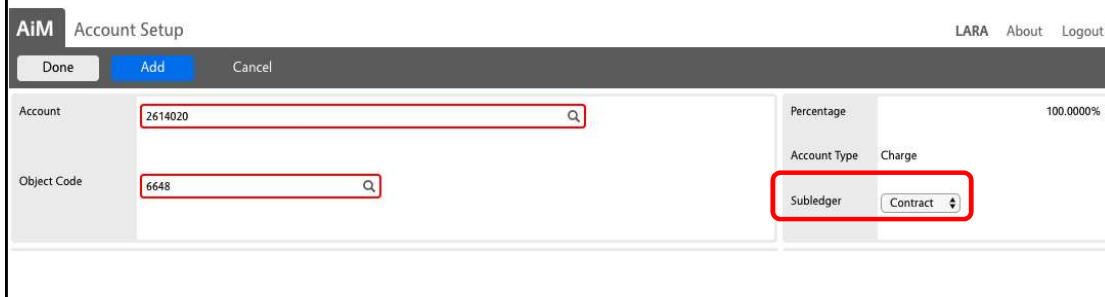 AiM Account Setup LARA About Logout
Done Add Cancel
Account 2614020
Percentage 100.0000%
Account Type Charge
Object Code 6648
Subledger Contract